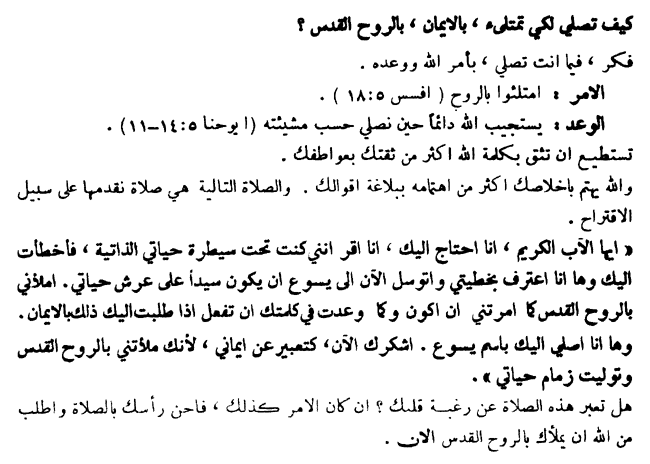 كيف تصلي لكي تمتلىء ، بالايمان ، بالروح القدس ؟
فكر ، فيما انت تصلي ، بأمر الله ووعده .
الامر : امتلئوا بالروح ( افسس ٥:١٨ ) .
الوعد : يستجيب الله دائماً حين نصلي حسب مشيئته (١ يوحنا ٥:١٤-١١) .
تستطيع ان تثق بكلمة الله اكثر من ثقتك بعواطفك .
والله يهتم باخلاصك اكثر من اهتمامه ببلاغة اقوالك . والصلاة التالية هي صلاة نقدمها على سبيل
الاقتراح .
« ايها الآب الكريم ، انا احتاج اليك ، انا اقر انني كنت تحت سيطرة حياتي الذاتية ، فأخطأت
اليك وها انا اعترف بخطيتي واتوسل الآن الى يسوع ان يكون سيداً على عرش حياتي. املأني
بالروح القدس كما امرتني ان اكون وكما وعدت في كلمتك ان تفعل اذا طلبت اليك ذلك بالايمان.
وها انا اصلي اليك باسم يسوع . اشكرك الآن، كتعبير عن ايماني ، لأنك ملأتني بالروح القدس
وتوليت زمام حياتي » .
هل تعبر هذه الصلاة عن رغبة قلبك ؟ ان كان الامر كذلك ، فاحن رأسك بالصلاة واطلب
من الله ان يملأك بالروح القدس الان .